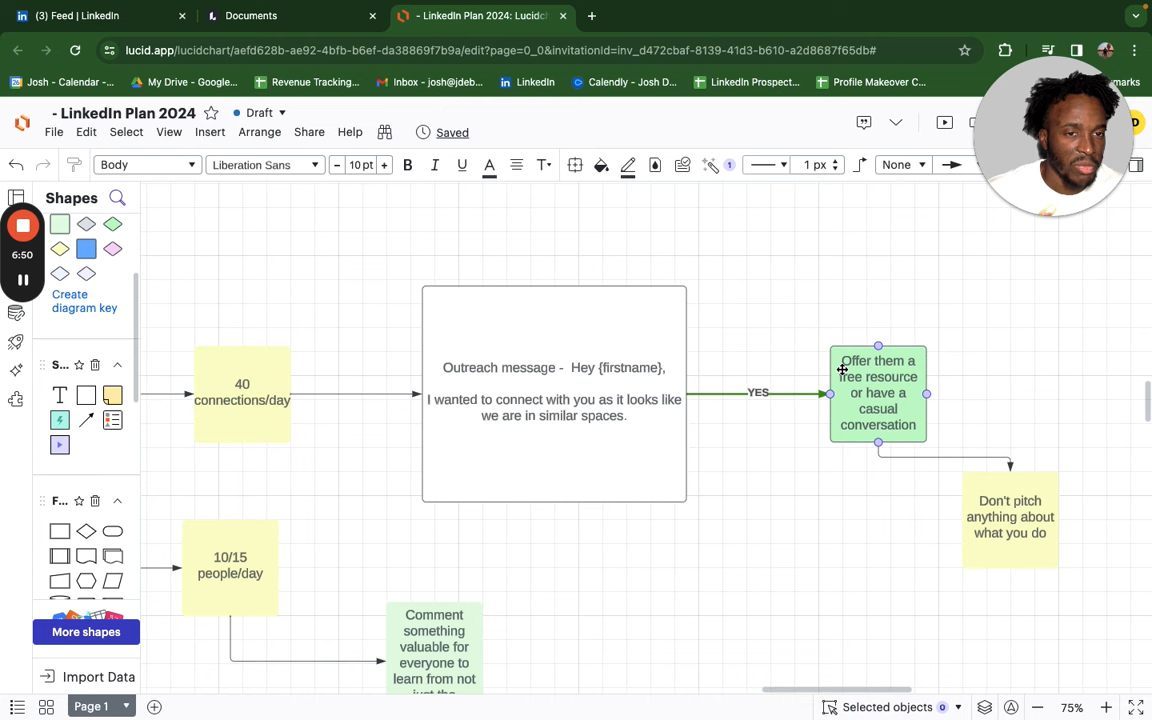 (3) Feed | LinkedIn
Documents
- LinkedIn Plan 2024: Lucidch
lucid.app/lucidchart/aefd628b-ae92-4bfb-b6ef-da38869f7b9a/edit?page=0_0&invitationId=inv_d472cbaf-8139-41d3-b610-a2d8687f65db#
Josh - Calendar -...
My Drive - Google...
Revenue Tracking...
Inbox - josh@jdeb...
LinkedIn
Calendly - Josh D...
LinkedIn Prospect...
Profile Makeover C...
- LinkedIn Plan 2024
Draft
File
Edit
Select
View
Insert
Arrange
Share
Help
Saved
Body
Liberation Sans
10 pt
B
I
U
A
T
1
1 px
None
Shapes
6:50
Create
diagram key
S...
T
F...
More shapes
Import Data
40
connections/day
Outreach message - Hey {firstname},
I wanted to connect with you as it looks like
we are in similar spaces.
YES
Offer them a
free resource
or have a
casual
conversation
Don't pitch
anything about
what you do
10/15
people/day
Comment
something
valuable for
everyone to
learn from not
just the
Page 1
Selected objects
0
75%